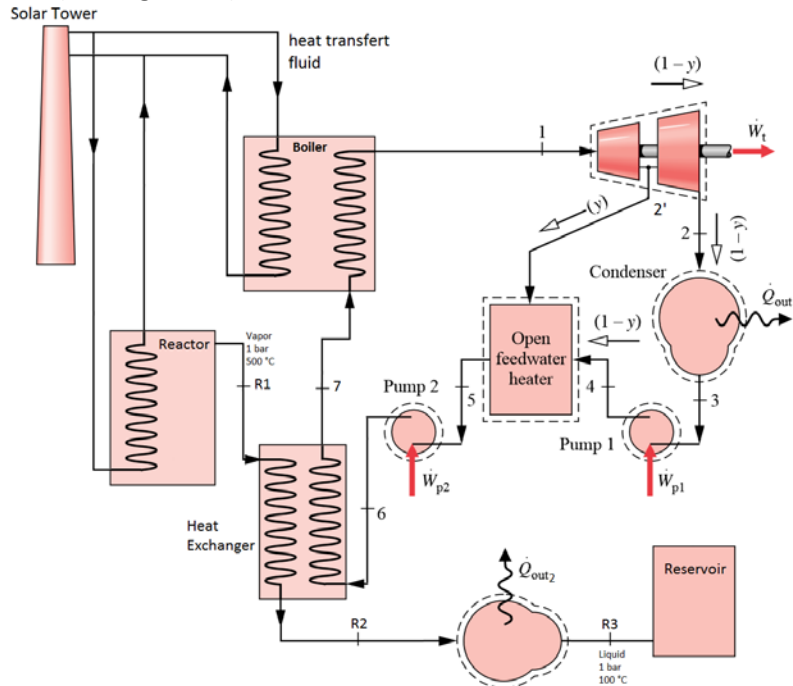 Solar Tower
heat transfert
fluid
(1 – y)
Boiler
1
Ẇt
(y)
2'
2
(1–y)
Condenser
Q̇out
Reactor
Vapor
1 bar
500 °C
R1
7
Open
feedwater
heater
(1 – y)
Pump 2
5
4
3
Pump 1
Ẇp2
Ẇp1
6
Heat
Exchanger
Q̇out2
Reservoir
R2
R3
Liquid
1 bar
100 °C